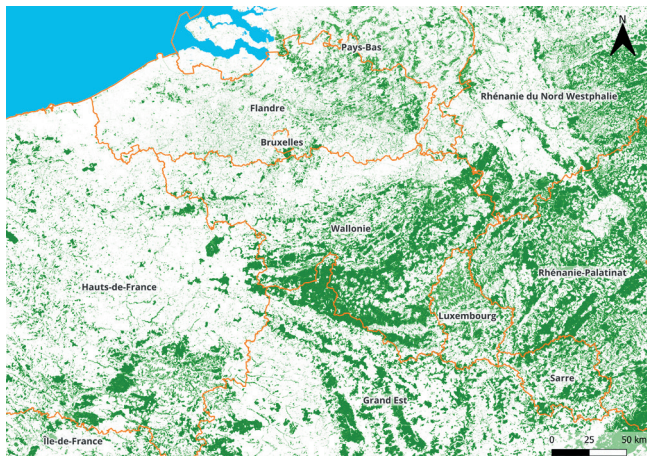 N
Pays-Bas
Rhénanie du Nord Westphalie
Flandre
Bruxelles
Wallonie
Rhénanie-Palatinat
Hauts-de-France
Luxembourg
Sarre
Grand Est
Île-de-France
0 25 50 km